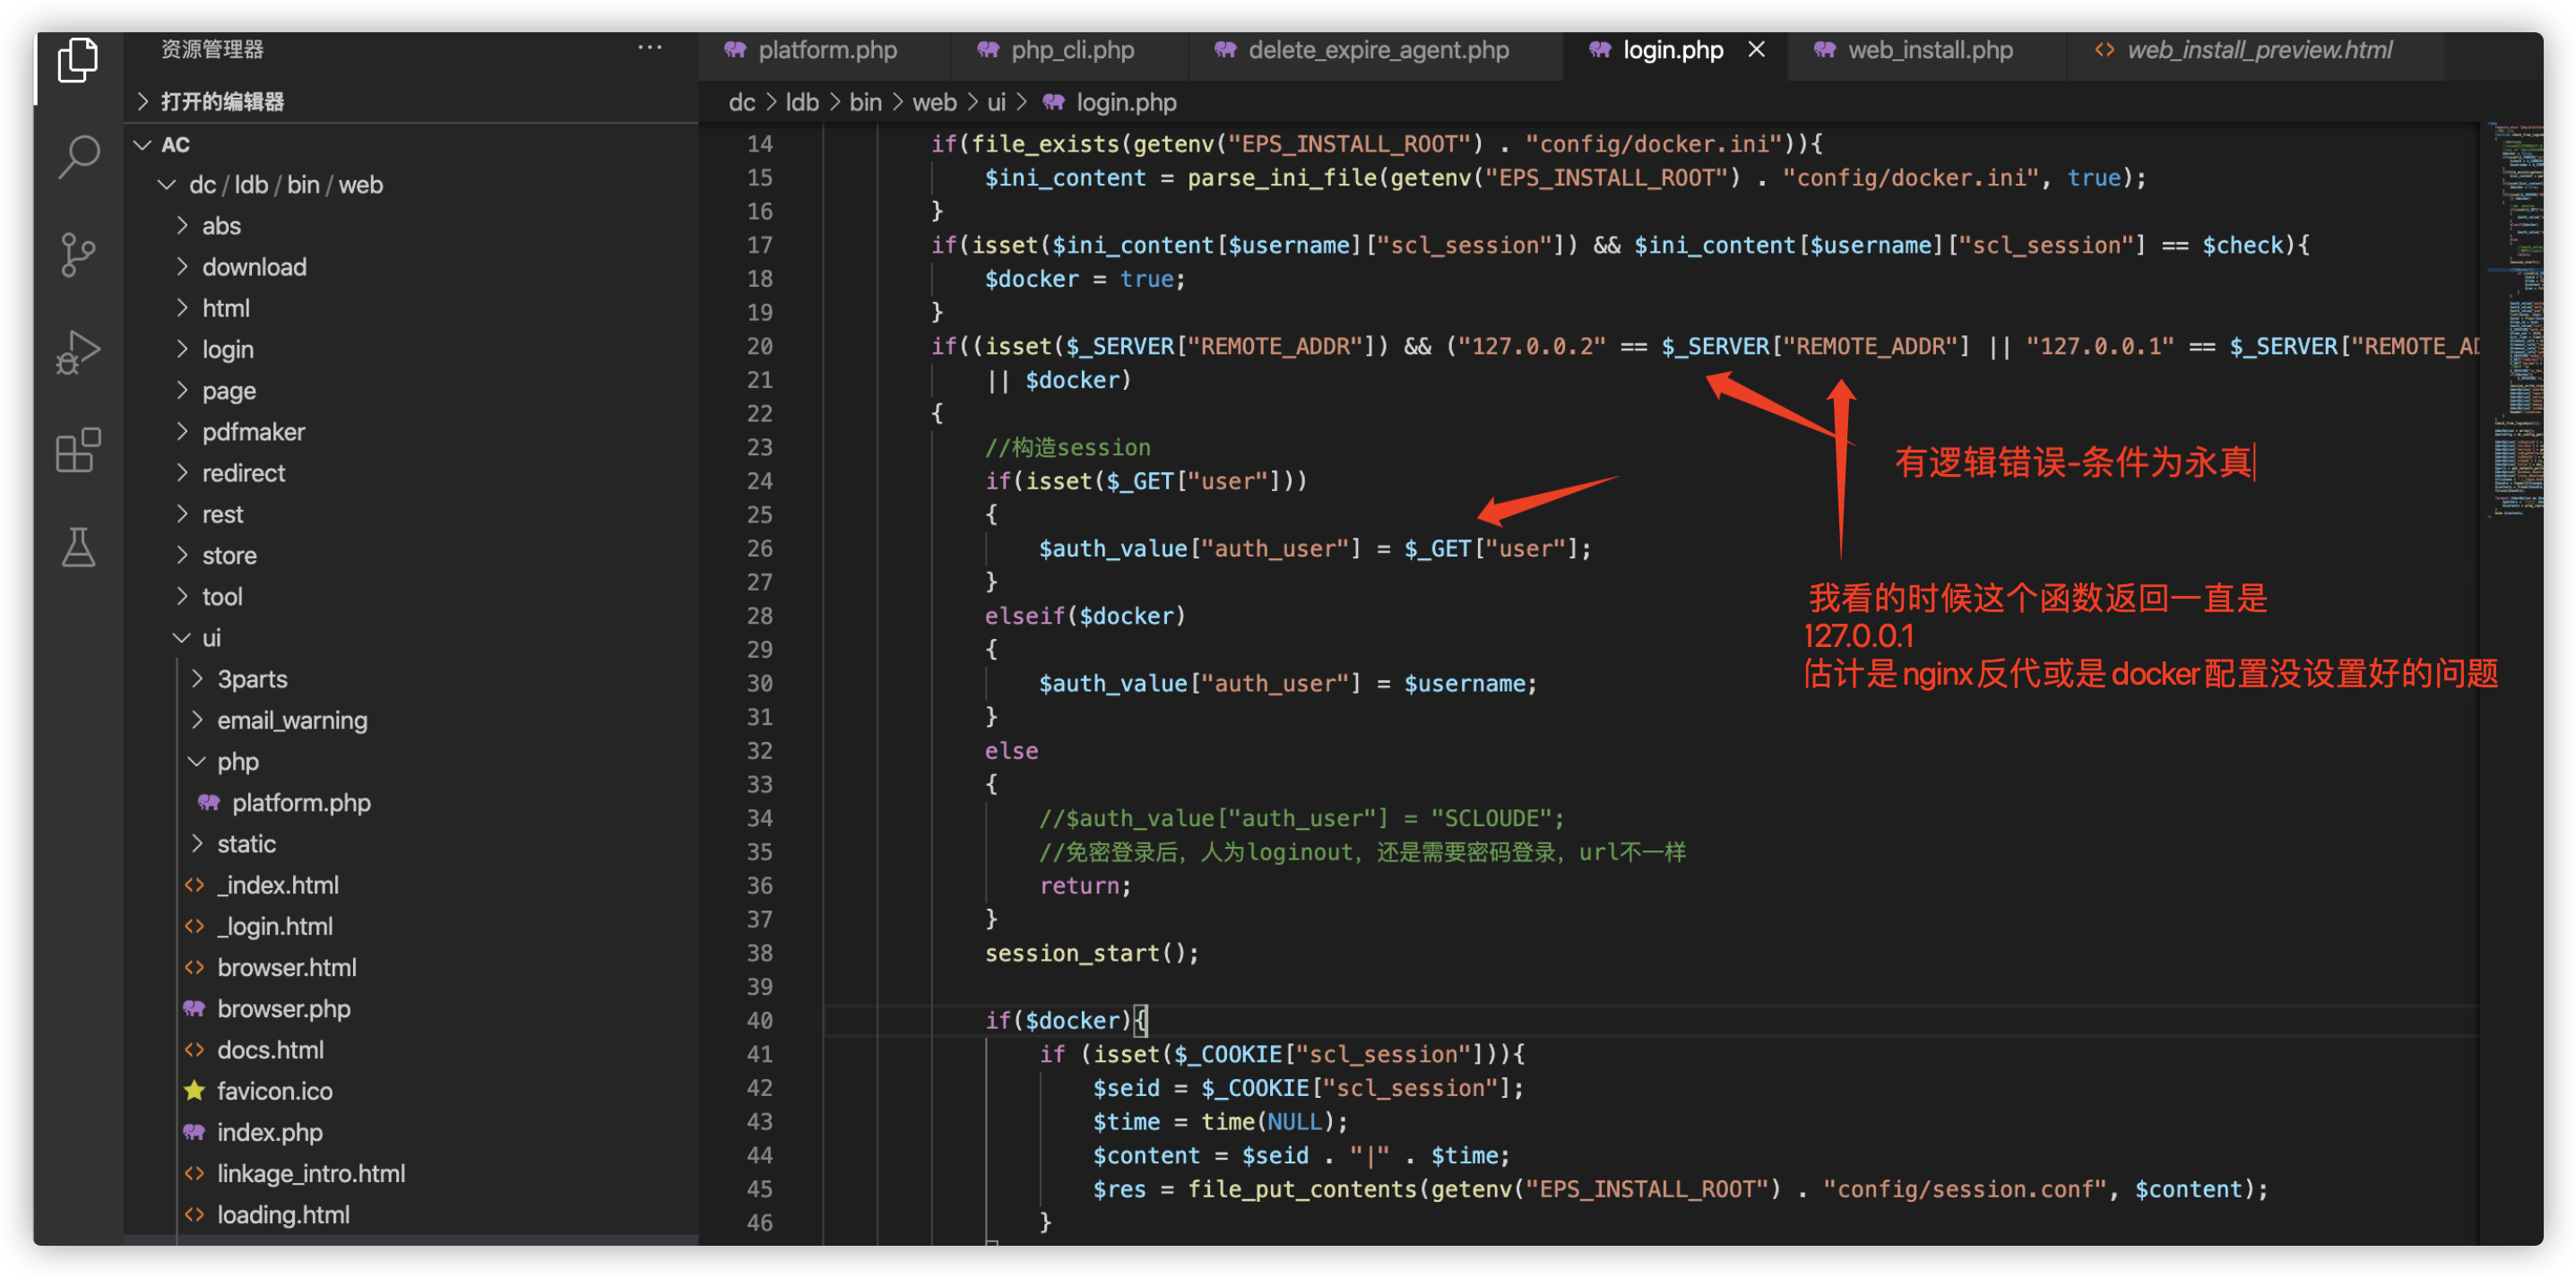 资源管理器
打开的编辑器
AC
dc / ldb / bin / web
abs
download
html
login
page
pdfmaker
redirect
rest
store
tool
ui
3parts
email_warning
php
platform.php
static
_index.html
_login.html
browser.html
browser.php
docs.html
favicon.ico
index.php
linkage_intro.html
loading.html
platform.php
php_cli.php
delete_expire_agent.php
login.php
web_install.php
web_install_preview.html
dc > ldb > bin > web > ui > login.php
14 if(file_exists(getenv("EPS_INSTALL_ROOT") . "config/docker.ini")){
15 $ini_content = parse_ini_file(getenv("EPS_INSTALL_ROOT") . "config/docker.ini", true);
16 }
17 if(isset($ini_content[$username]["scl_session"]) && $ini_content[$username]["scl_session"] == $check){
18 $docker = true;
19 }
20 if((isset($_SERVER["REMOTE_ADDR"]) && ("127.0.0.2" == $_SERVER["REMOTE_ADDR"] || "127.0.0.1" == $_SERVER["REMOTE_AD
21 || $docker)
22 {
23 //构造session
24 if(isset($_GET["user"]))
25 {
26 $auth_value["auth_user"] = $_GET["user"];
27 }
28 elseif($docker)
29 {
30 $auth_value["auth_user"] = $username;
31 }
32 else
33 {
34 //$auth_value["auth_user"] = "SCLOUDE";
35 //免密登录后，人为loginout，还是需要密码登录，url不一样
36 return;
37 }
38 session_start();
39
40 if($docker){
41 if (isset($_COOKIE["scl_session"])){
42 $seid = $_COOKIE["scl_session"];
43 $time = time(NULL);
44 $content = $seid . "|" . $time;
45 $res = file_put_contents(getenv("EPS_INSTALL_ROOT") . "config/session.conf", $content);
46 }
有逻辑错误-条件为永真
我看的时候这个函数返回一直是
127.0.0.1
估计是nginx反代或是docker配置没设置好的问题